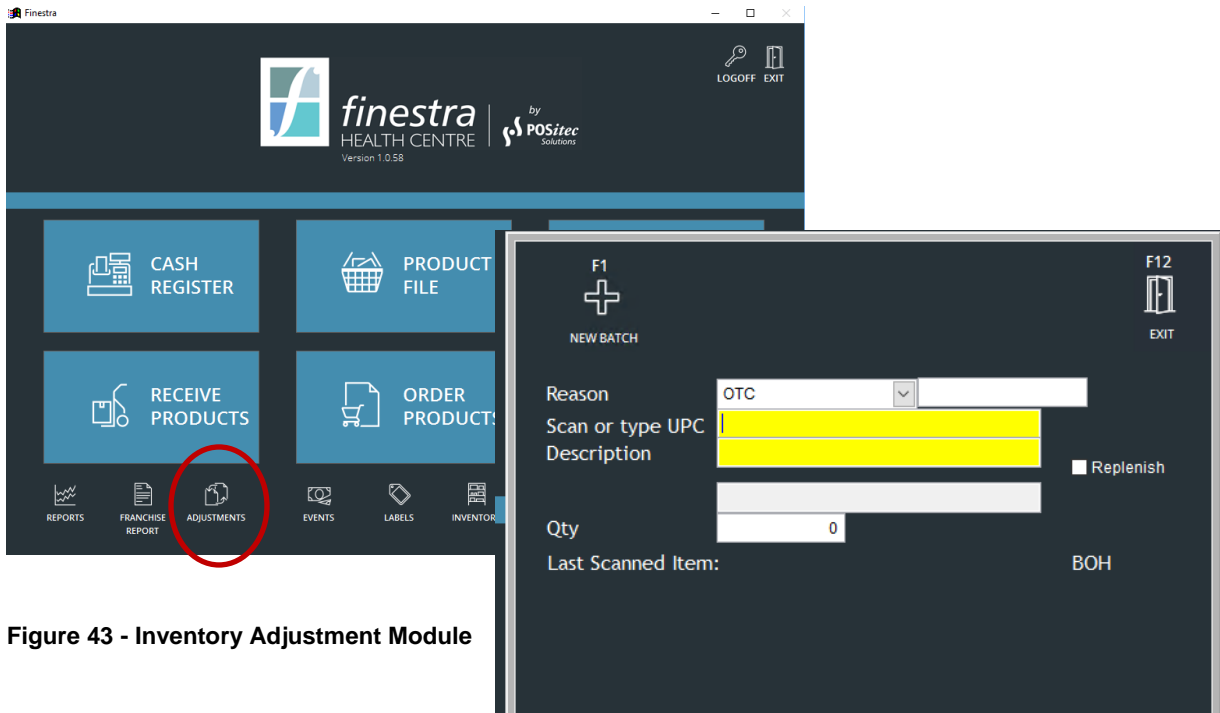 Finestra
LOGOFF EXIT
f
finestra
HEALTH CENTRE
Version 1.0.58
by
POSitec
Solutions
CASH
REGISTER
PRODUCT
FILE
RECEIVE
PRODUCTS
ORDER
PRODUCTS
REPORTS
FRANCHISE
REPORT
ADJUSTMENTS
EVENTS
LABELS
INVENTOR
F1
NEW BATCH
F12
EXIT
Reason OTC
Scan or type UPC
Description
Replenish
Qty 0
Last Scanned Item: BOH
Figure 43 - Inventory Adjustment Module